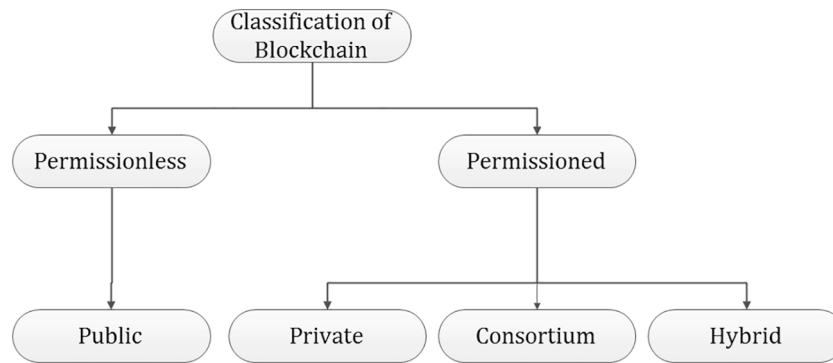 Classification of
Blockchain
Permissionless
Permissioned
Public
Private
Consortium
Hybrid